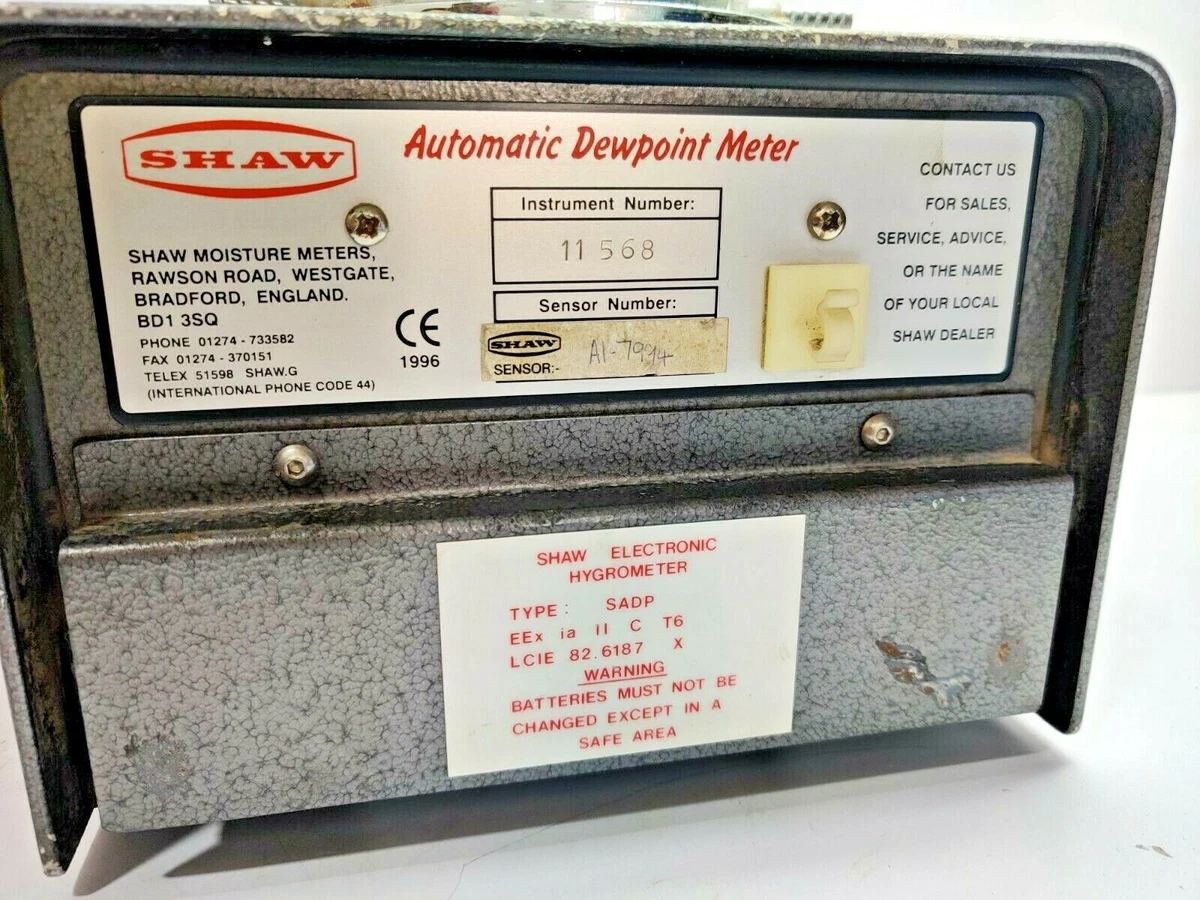 SHAW
Automatic Dewpoint Meter
SHAW MOISTURE METERS,
RAWSON ROAD, WESTGATE,
BRADFORD, ENGLAND.
BD1 3SQ
PHONE 01274 - 733582
FAX 01274 - 370151
TELEX 51598 SHAW.G
(INTERNATIONAL PHONE CODE 44)
CE
1996
Instrument Number:
11 568
Sensor Number:
SHAW
SENSOR:- A1-7994
CONTACT US
FOR SALES,
SERVICE, ADVICE,
OR THE NAME
OF YOUR LOCAL
SHAW DEALER
SHAW ELECTRONIC
HYGROMETER
TYPE : SADP
EEx ia II C T6
LCIE 82.6187 X
WARNING
BATTERIES MUST NOT BE
CHANGED EXCEPT IN A
SAFE AREA